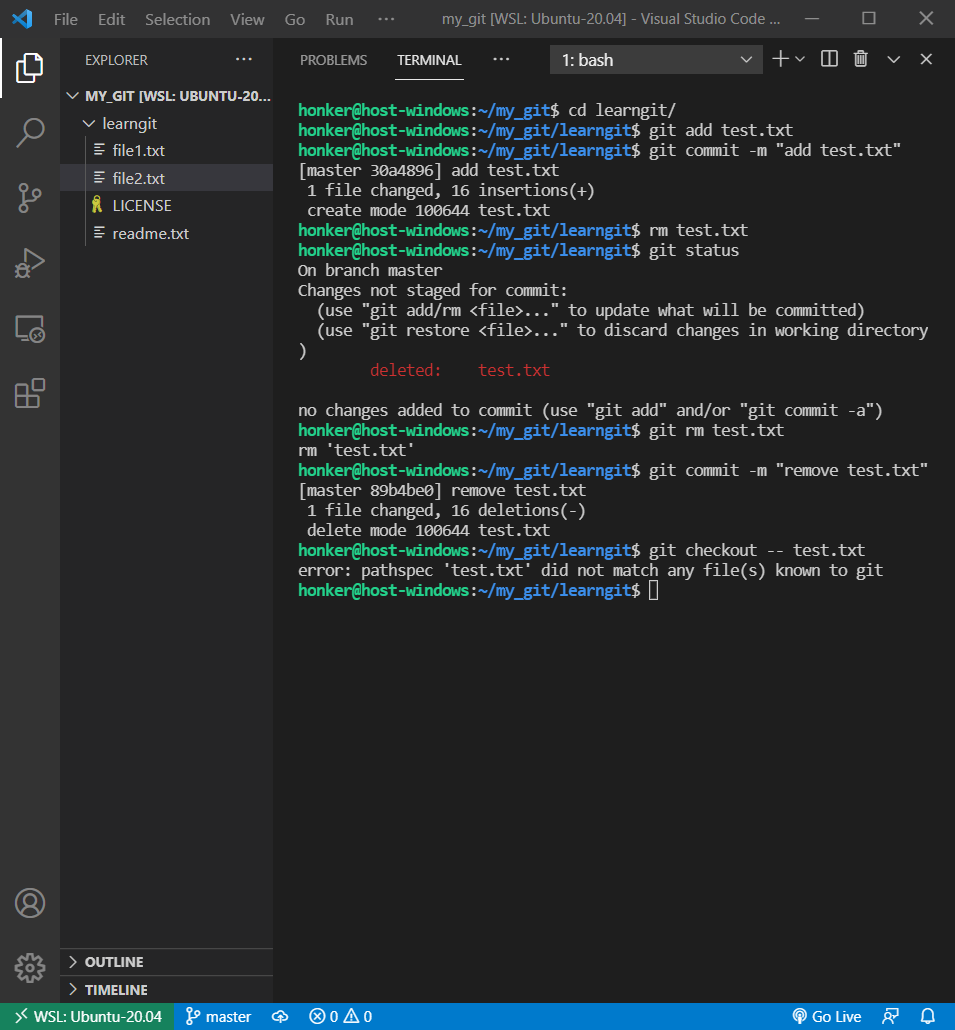 File Edit Selection View Go Run ··· my_git [WSL: Ubuntu-20.04] - Visual Studio Code ...
EXPLORER ···
MY_GIT [WSL: UBUNTU-20...
learngit
file1.txt
file2.txt
LICENSE
readme.txt
OUTLINE
TIMELINE
PROBLEMS TERMINAL ··· 1: bash
honker@host-windows:~/my_git$ cd learngit/
honker@host-windows:~/my_git/learngit$ git add test.txt
honker@host-windows:~/my_git/learngit$ git commit -m "add test.txt"
[master 30a4896] add test.txt
 1 file changed, 16 insertions(+)
 create mode 100644 test.txt
honker@host-windows:~/my_git/learngit$ rm test.txt
honker@host-windows:~/my_git/learngit$ git status
On branch master
Changes not staged for commit:
  (use "git add/rm <file>..." to update what will be committed)
  (use "git restore <file>..." to discard changes in working directory
)
        deleted:    test.txt
no changes added to commit (use "git add" and/or "git commit -a")
honker@host-windows:~/my_git/learngit$ git rm test.txt
rm 'test.txt'
honker@host-windows:~/my_git/learngit$ git commit -m "remove test.txt"
[master 89b4be0] remove test.txt
 1 file changed, 16 deletions(-)
 delete mode 100644 test.txt
honker@host-windows:~/my_git/learngit$ git checkout -- test.txt
error: pathspec 'test.txt' did not match any file(s) known to git
honker@host-windows:~/my_git/learngit$
WSL: Ubuntu-20.04 master 0 0 Go Live